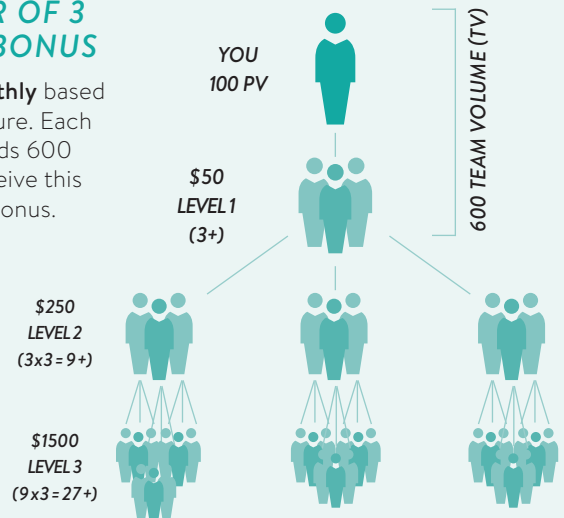 R OF 3
BONUS
thly based
ure. Each
ds 600
eive this
onus.
YOU
100 PV
$50
LEVEL 1
(3+)
$250
LEVEL 2
(3x3=9+)
$1500
LEVEL 3
(9x3=27+)
600 TEAM VOLUME (TV)